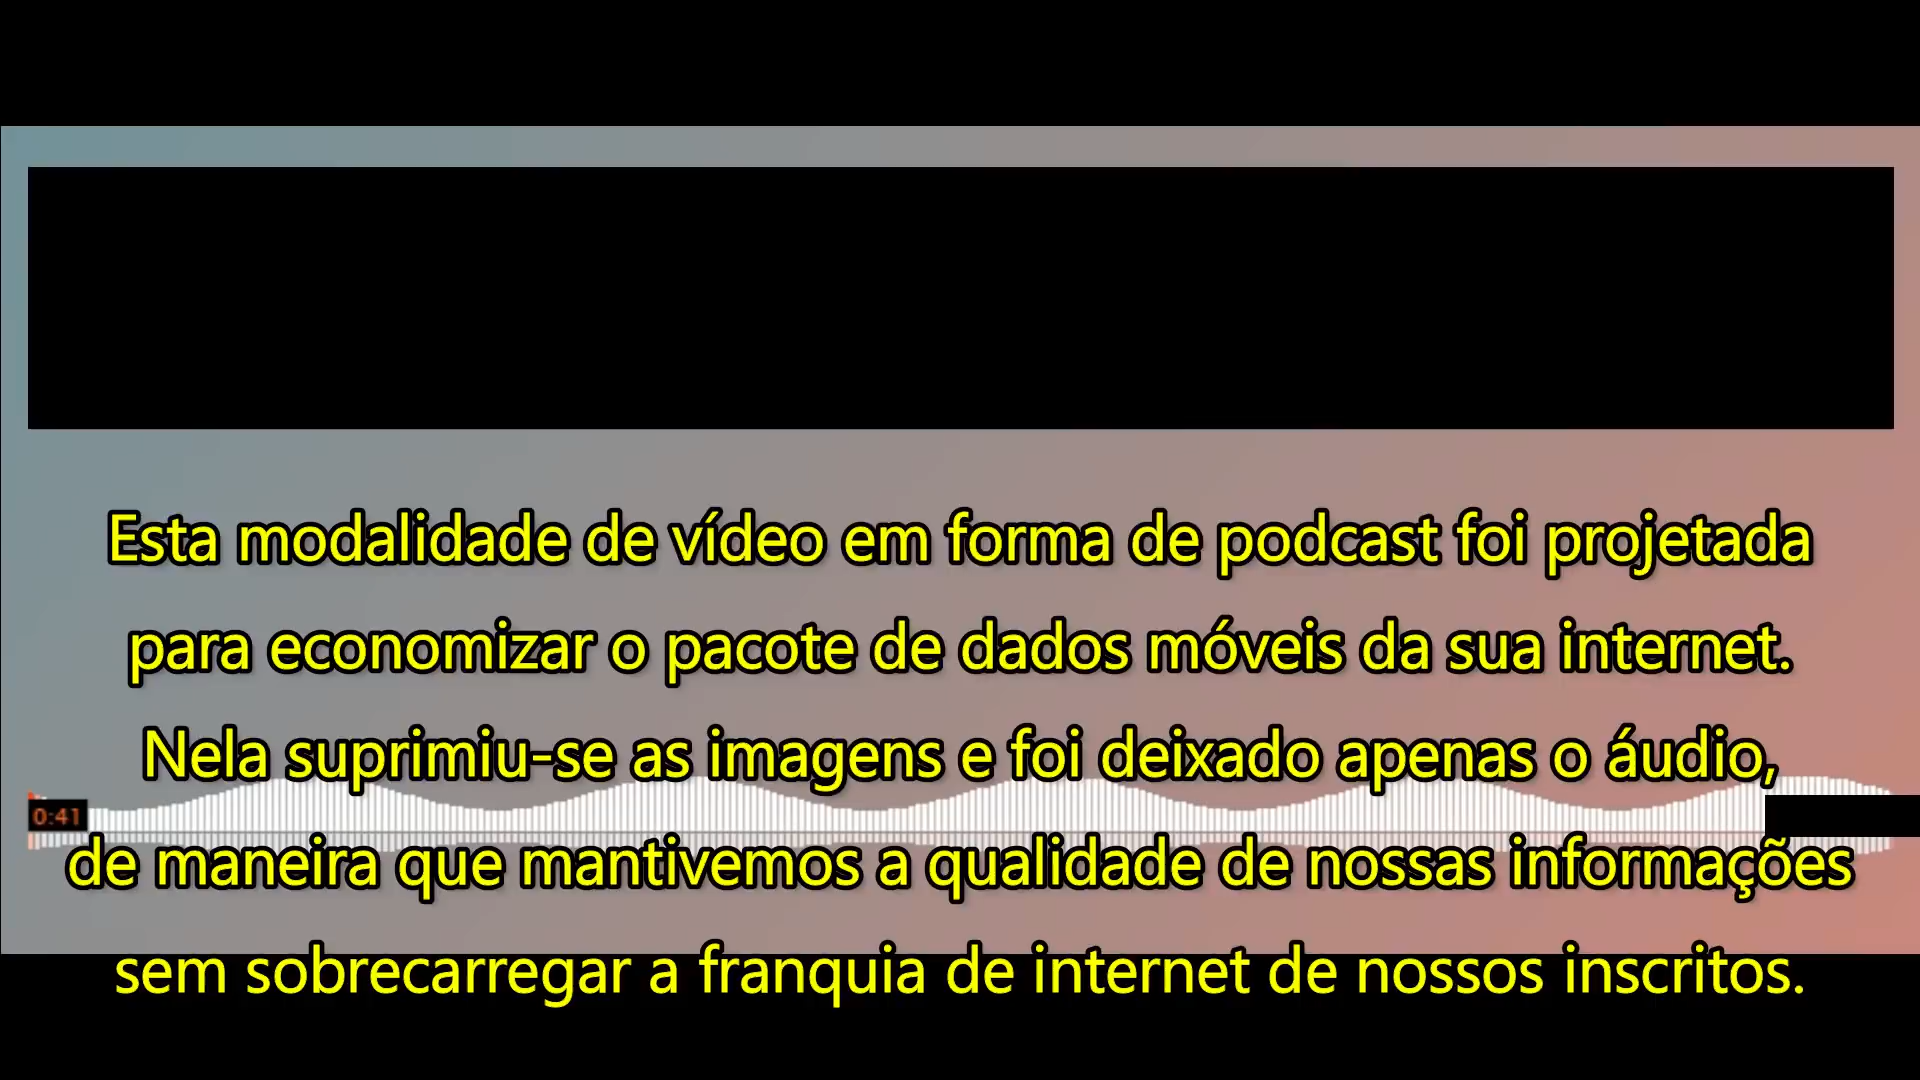 Esta modalidade de vídeo em forma de podcast foi projetada
para economizar o pacote de dados móveis da sua internet.
Nela suprimiu-se as imagens e foi deixado apenas o áudio,
0:41
de maneira que mantivemos a qualidade de nossas informações
sem sobrecarregar a franquia de internet de nossos inscritos.